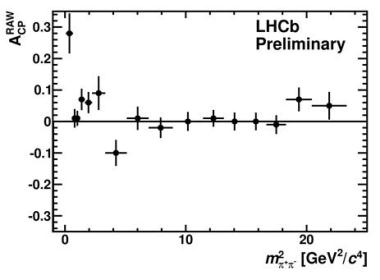 A_CP^RAW
0.3
0.2
0.1
0
-0.1
-0.2
-0.3
LHCb
Preliminary
0 10 20
m²_π⁺π⁻ [GeV²/c⁴]